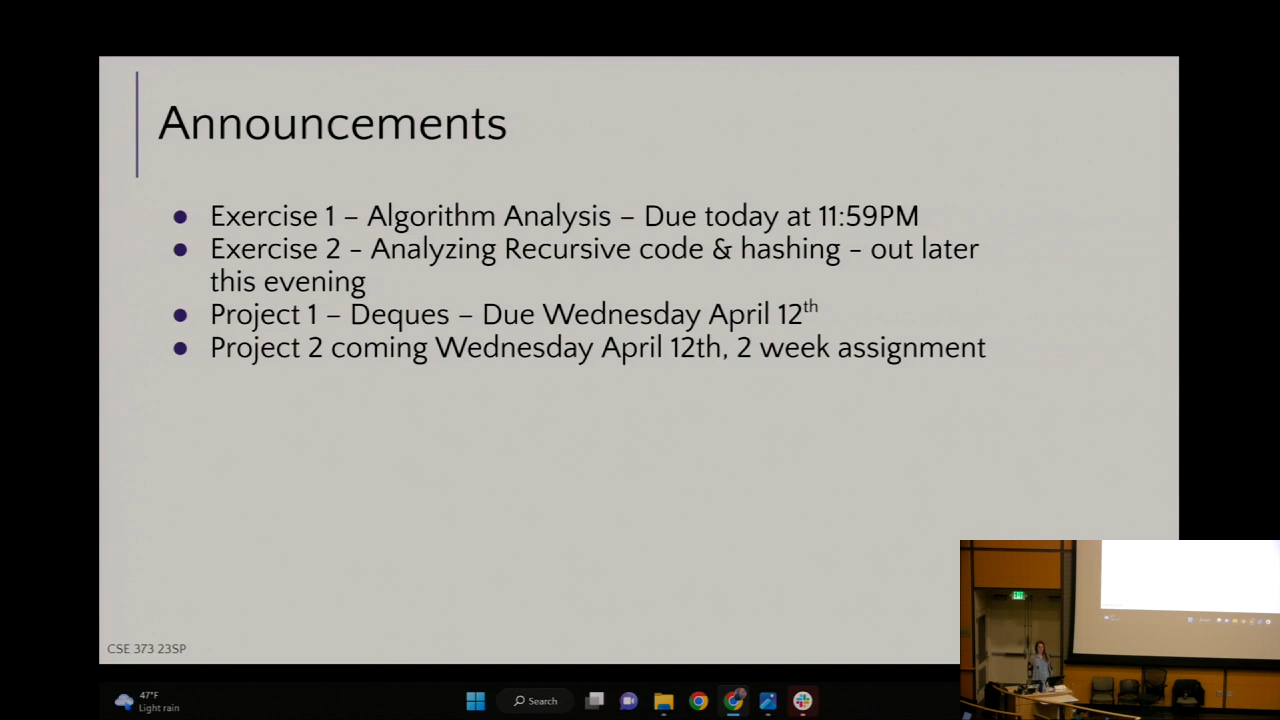 Announcements
● Exercise 1 – Algorithm Analysis – Due today at 11:59PM
● Exercise 2 - Analyzing Recursive code & hashing - out later
this evening
● Project 1 – Deques – Due Wednesday April 12th
● Project 2 coming Wednesday April 12th, 2 week assignment
CSE 373 23SP
47°F
Light rain
Search